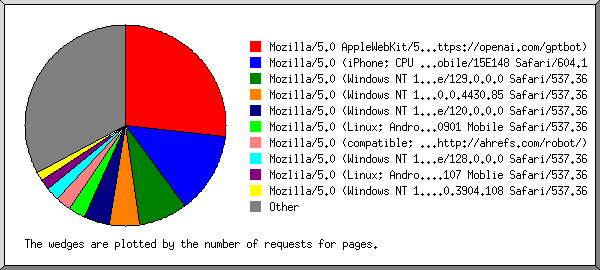 Mozilla/5.0 AppleWebKit/5...ttps://openai.com/gptbot)
Mozilla/5.0 (iPhone; CPU ...obile/15E148 Safari/604.1
Mozilla/5.0 (Windows NT 1...e/129.0.0.0 Safari/537.36
Mozilla/5.0 (Windows NT 1...0.0.4430.85 Safari/537.36
Mozilla/5.0 (Windows NT 1...e/120.0.0.0 Safari/537.36
Mozilla/5.0 (Linux; Andro...0901 Mobile Safari/537.36
Mozilla/5.0 (compatible; ...http://ahrefs.com/robot/)
Mozilla/5.0 (Windows NT 1...e/128.0.0.0 Safari/537.36
Mozlila/5.0 (Linux; Andro....107 Moblie Safari/537.36
Mozilla/5.0 (Windows NT 1....0.3904.108 Safari/537.36
Other
The wedges are plotted by the number of requests for pages.